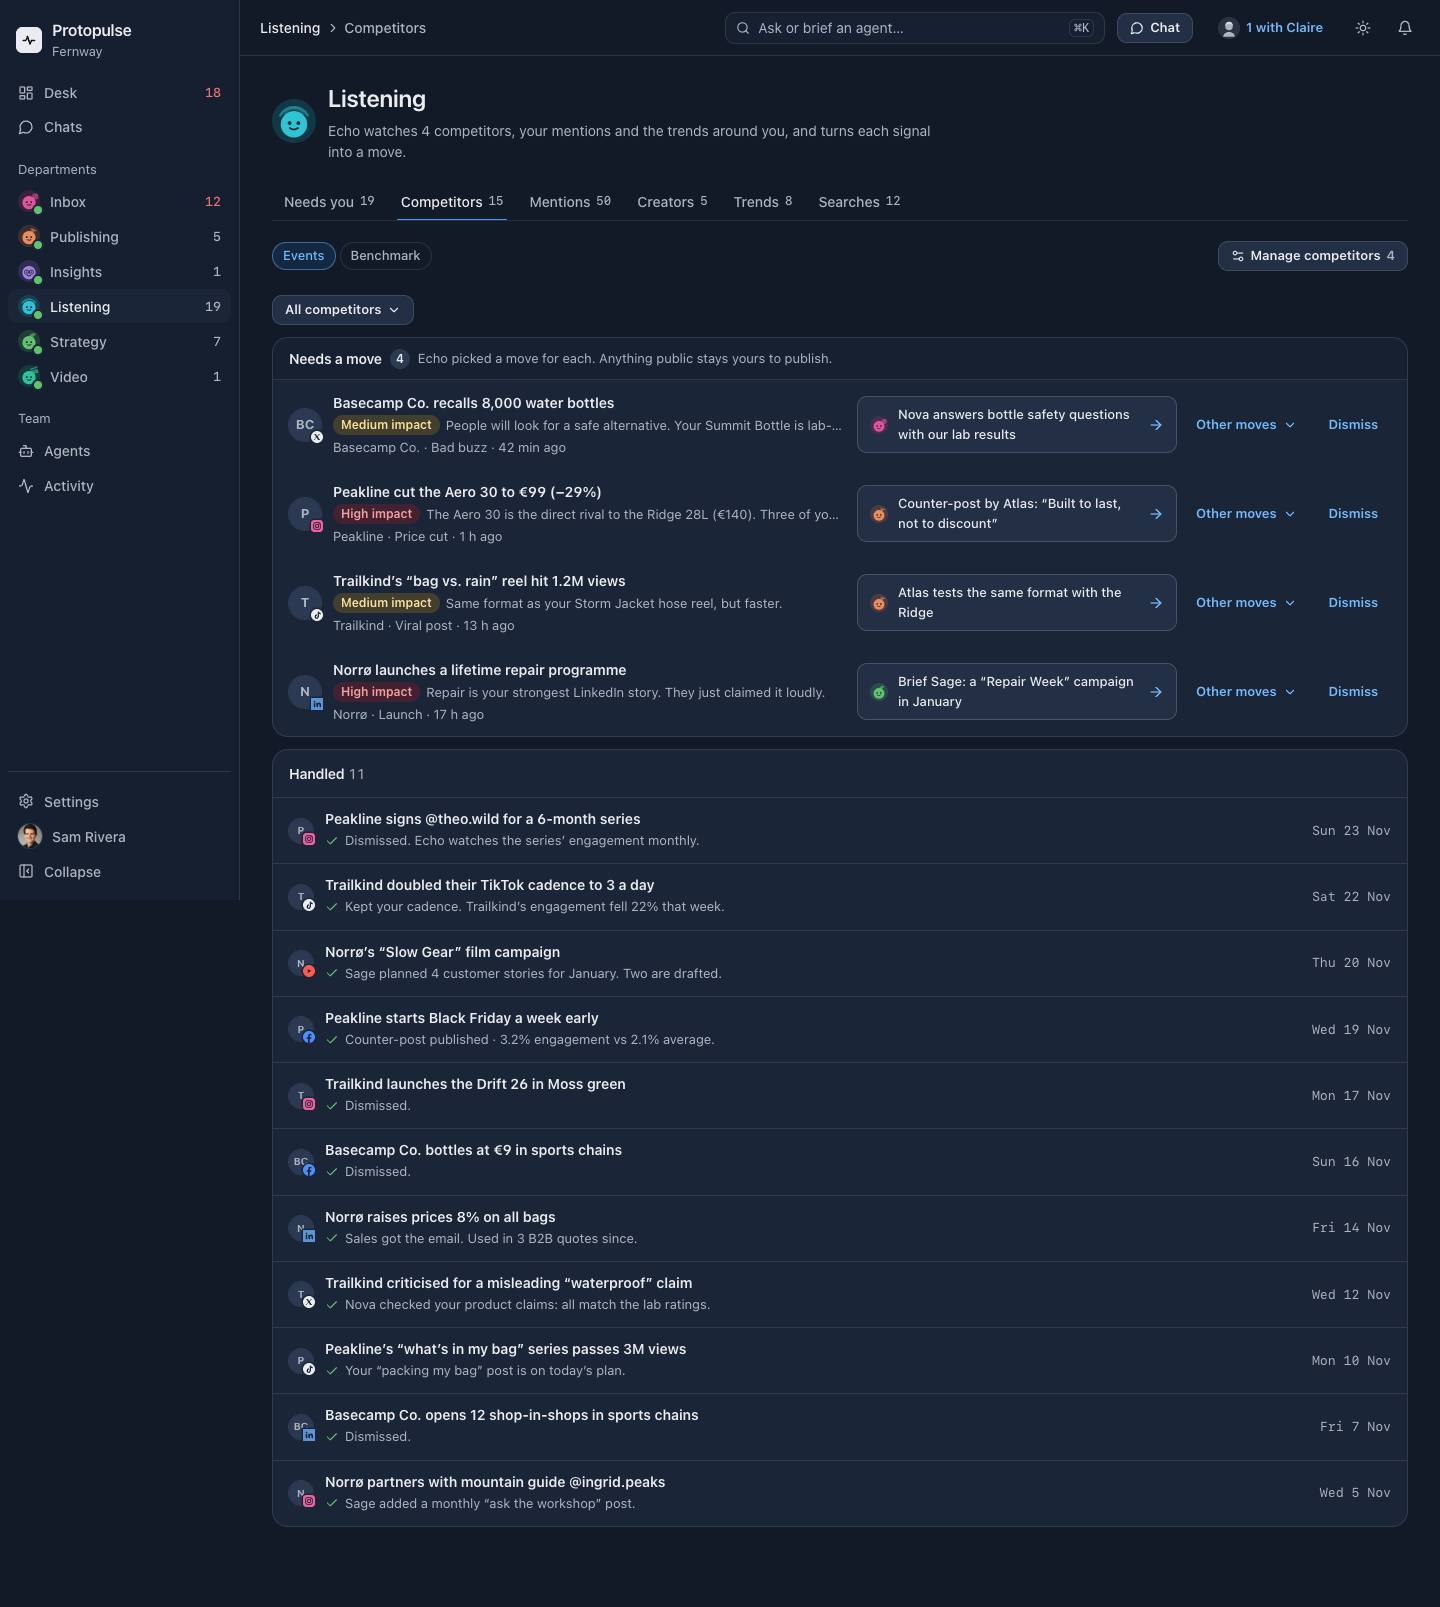 Protopulse
Fernway
Desk 18
Chats
Departments
Inbox 12
Publishing 5
Insights 1
Listening 19
Strategy 7
Video 1
Team
Agents
Activity
Settings
Sam Rivera
Collapse
Listening > Competitors
Ask or brief an agent… ⌘K
Chat
1 with Claire
Listening
Echo watches 4 competitors, your mentions and the trends around you, and turns each signal
into a move.
Needs you 19 Competitors 15 Mentions 50 Creators 5 Trends 8 Searches 12
Events Benchmark
Manage competitors 4
All competitors
Needs a move 4 Echo picked a move for each. Anything public stays yours to publish.
BC
Basecamp Co. recalls 8,000 water bottles
Medium impact People will look for a safe alternative. Your Summit Bottle is lab-…
Basecamp Co. · Bad buzz · 42 min ago
Nova answers bottle safety questions
with our lab results
Other moves Dismiss
P
Peakline cut the Aero 30 to €99 (−29%)
High impact The Aero 30 is the direct rival to the Ridge 28L (€140). Three of yo…
Peakline · Price cut · 1 h ago
Counter-post by Atlas: “Built to last,
not to discount”
Other moves Dismiss
T
Trailkind’s “bag vs. rain” reel hit 1.2M views
Medium impact Same format as your Storm Jacket hose reel, but faster.
Trailkind · Viral post · 13 h ago
Atlas tests the same format with the
Ridge
Other moves Dismiss
N
Norrø launches a lifetime repair programme
High impact Repair is your strongest LinkedIn story. They just claimed it loudly.
Norrø · Launch · 17 h ago
Brief Sage: a “Repair Week” campaign
in January
Other moves Dismiss
Handled 11
P
Peakline signs @theo.wild for a 6-month series
Dismissed. Echo watches the series’ engagement monthly.
Sun 23 Nov
T
Trailkind doubled their TikTok cadence to 3 a day
Kept your cadence. Trailkind’s engagement fell 22% that week.
Sat 22 Nov
N
Norrø’s “Slow Gear” film campaign
Sage planned 4 customer stories for January. Two are drafted.
Thu 20 Nov
P
Peakline starts Black Friday a week early
Counter-post published · 3.2% engagement vs 2.1% average.
Wed 19 Nov
T
Trailkind launches the Drift 26 in Moss green
Dismissed.
Mon 17 Nov
BC
Basecamp Co. bottles at €9 in sports chains
Dismissed.
Sun 16 Nov
N
Norrø raises prices 8% on all bags
Sales got the email. Used in 3 B2B quotes since.
Fri 14 Nov
T
Trailkind criticised for a misleading “waterproof” claim
Nova checked your product claims: all match the lab ratings.
Wed 12 Nov
P
Peakline’s “what’s in my bag” series passes 3M views
Your “packing my bag” post is on today’s plan.
Mon 10 Nov
BC
Basecamp Co. opens 12 shop-in-shops in sports chains
Dismissed.
Fri 7 Nov
N
Norrø partners with mountain guide @ingrid.peaks
Sage added a monthly “ask the workshop” post.
Wed 5 Nov